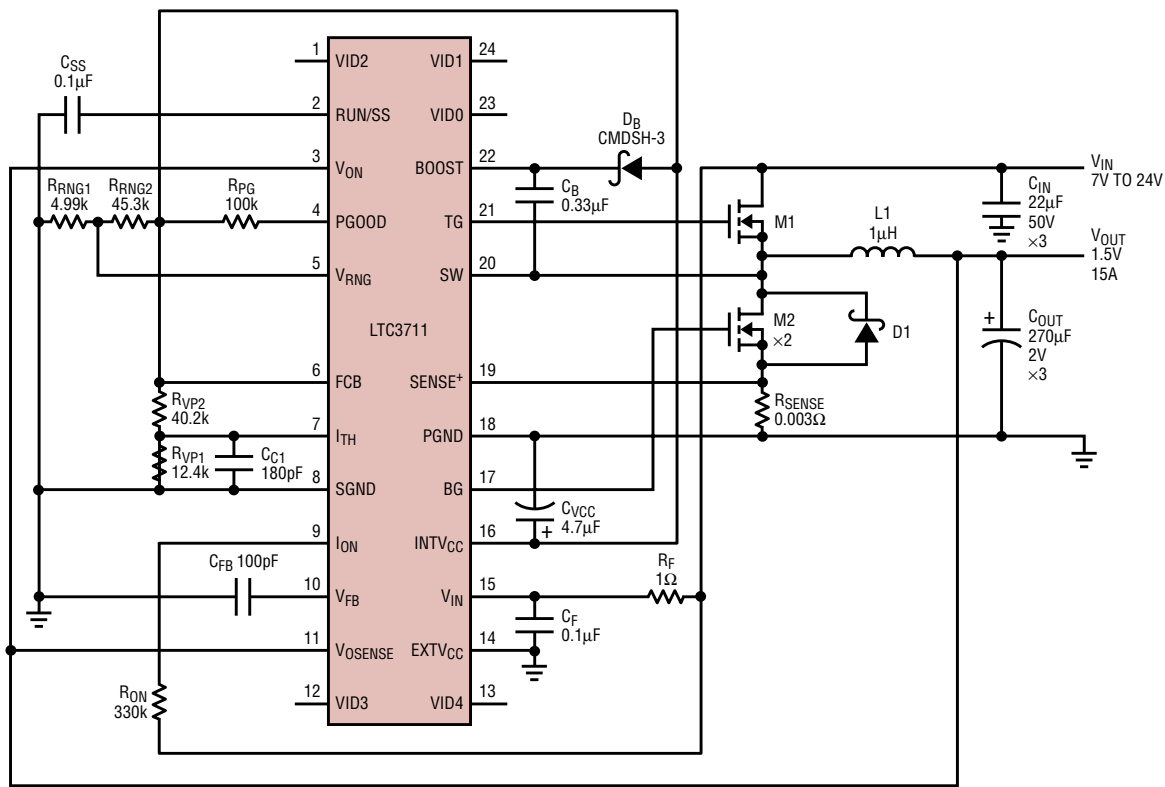 CSS
0.1µF
RRNG1
4.99k
RRNG2
45.3k
RPG
100k
RVP2
40.2k
RVP1
12.4k
CC1
180pF
CFB 100pF
RON
330k
1 VID2
2 RUN/SS
3 VON
4 PGOOD
5 VRNG
6 FCB
7 ITH
8 SGND
9 ION
10 VFB
11 VOSENSE
12 VID3
LTC3711
VID1 24
VID0 23
BOOST 22
TG 21
SW 20
SENSE+ 19
PGND 18
BG 17
INTVCC 16
VIN 15
EXTVCC 14
VID4 13
DB
CMDSH-3
CB
0.33µF
M1
L1
1µH
M2
×2
D1
RSENSE
0.003Ω
CVCC
4.7µF
+
RF
1Ω
CF
0.1µF
VIN
7V TO 24V
CIN
22µF
50V
×3
VOUT
1.5V
15A
+
COUT
270µF
2V
×3